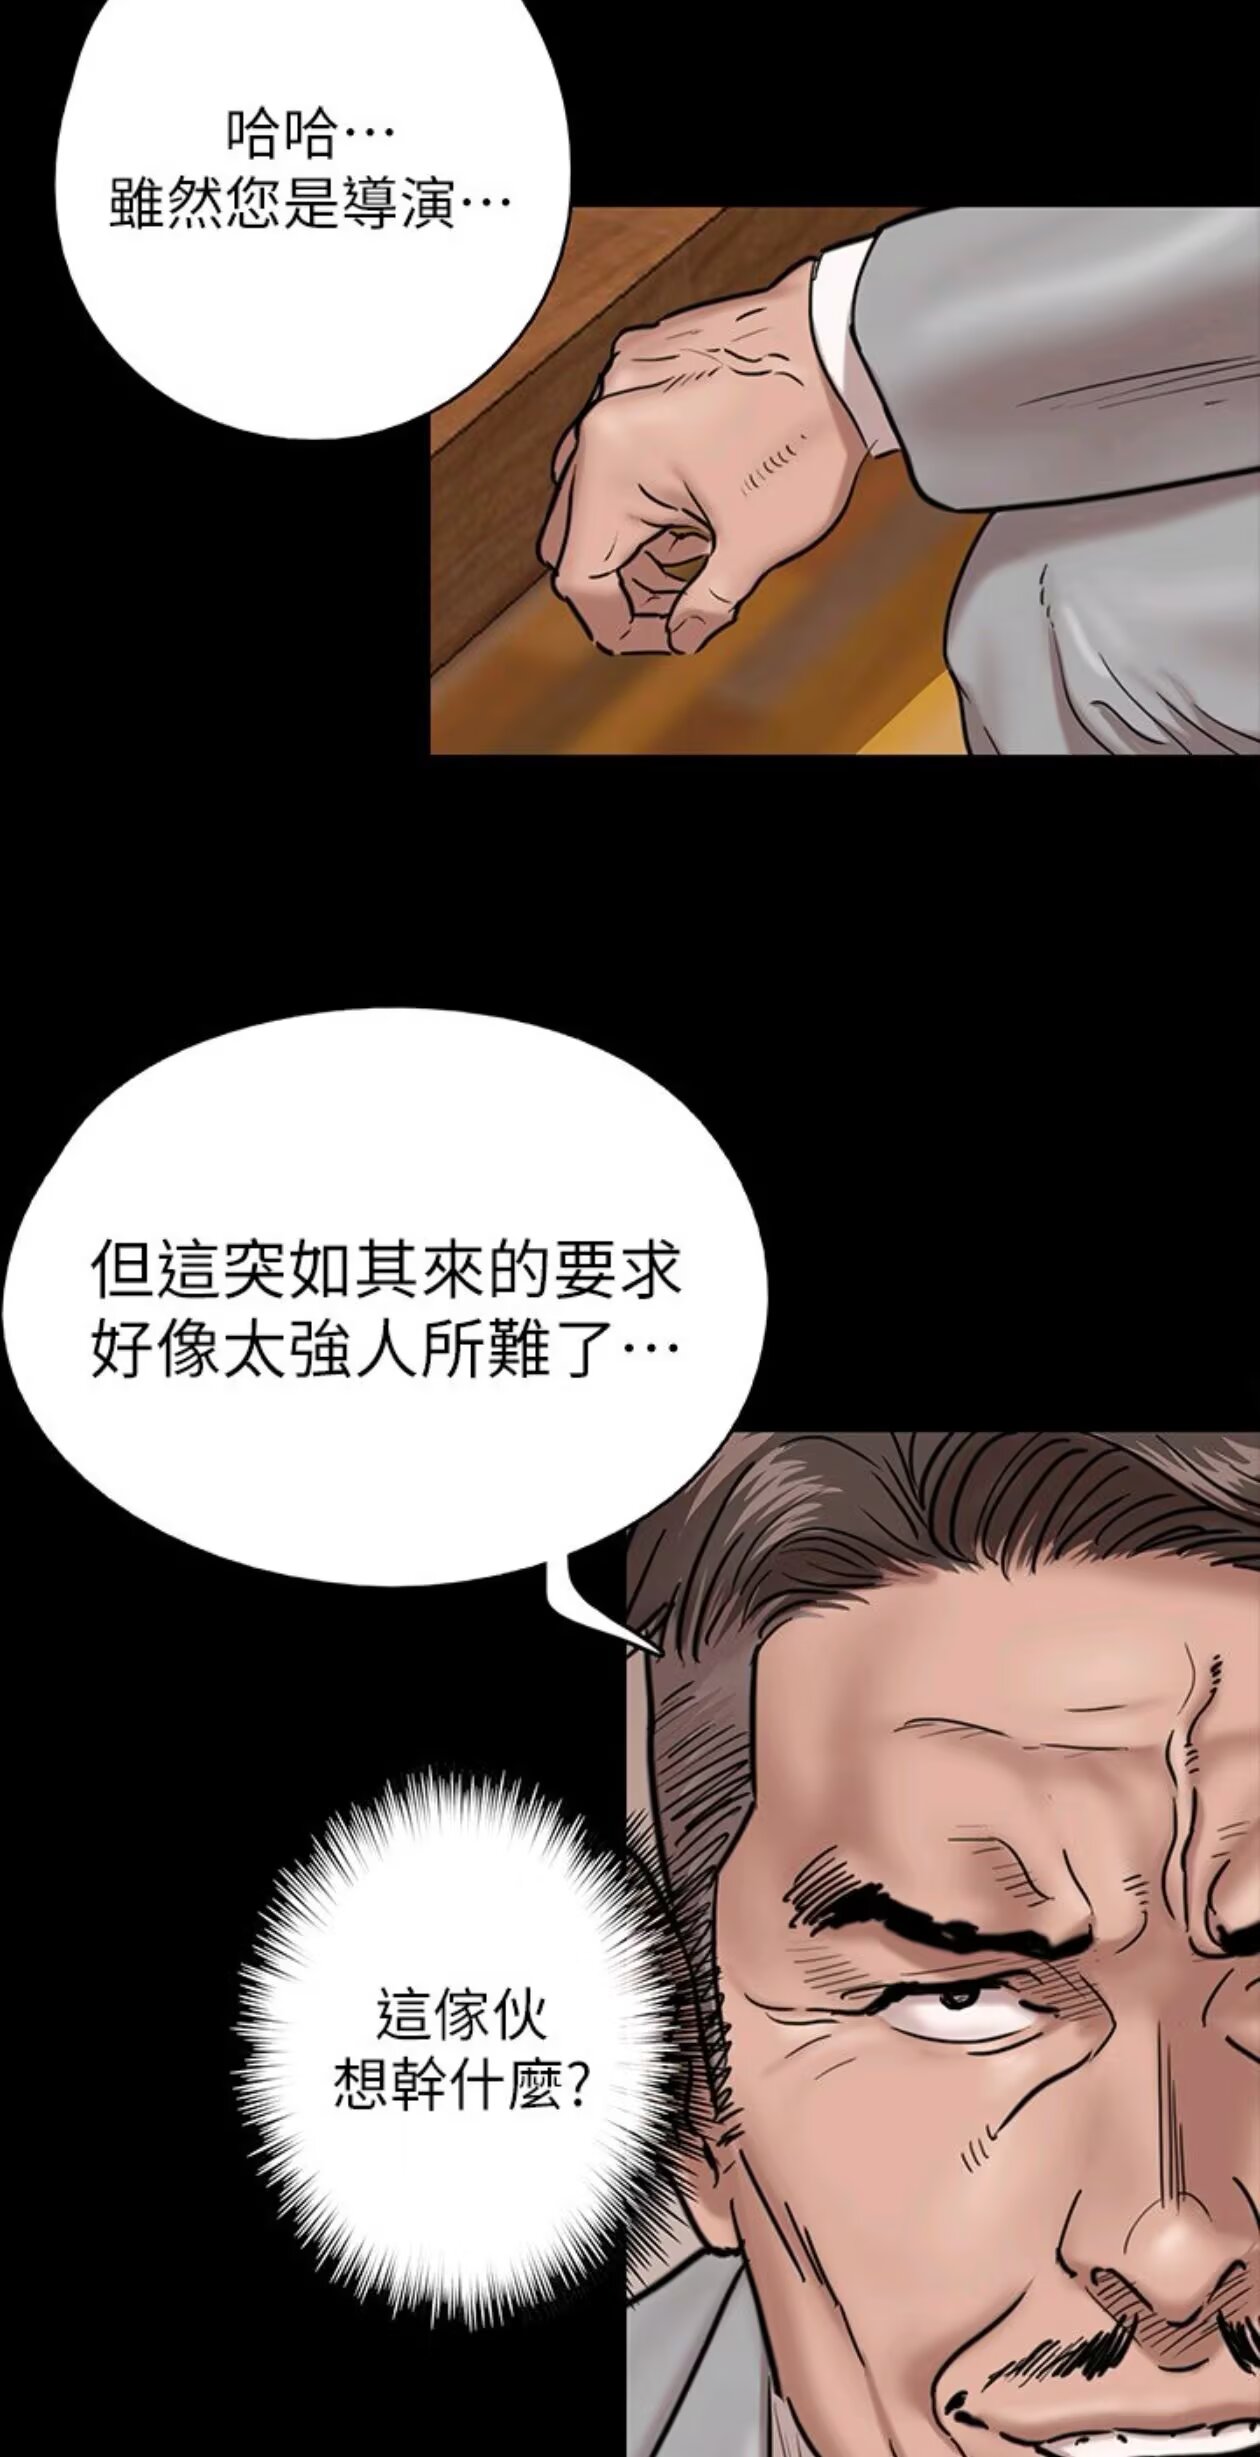 哈哈⋯
雖然您是導演⋯
但這突如其來的要求
好像太強人所難了⋯
這傢伙
想幹什麼?